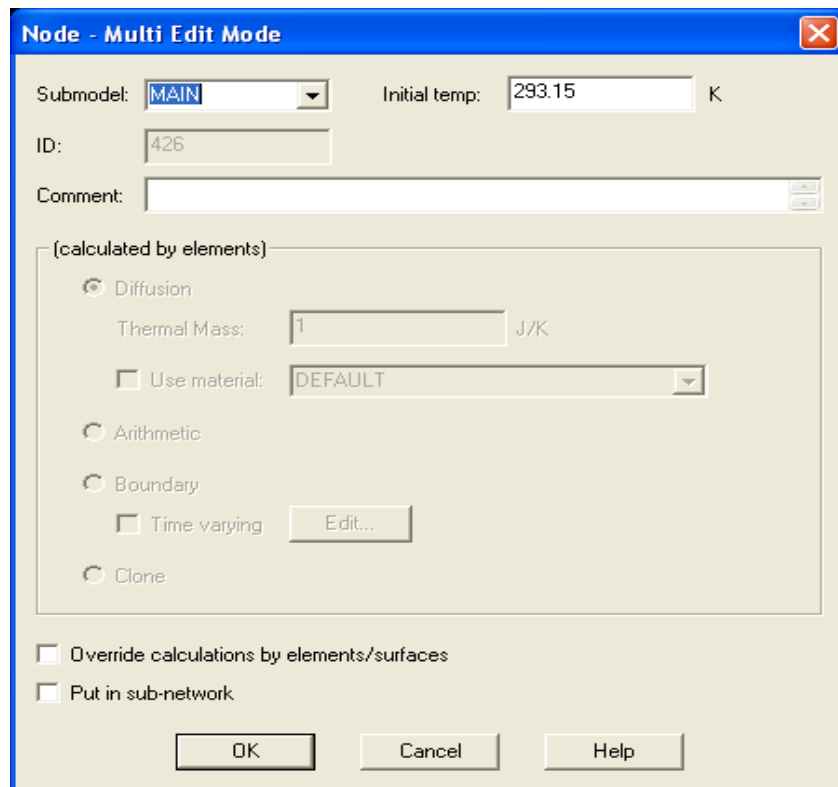 Node - Multi Edit Mode
Submodel: MAIN Initial temp: 293.15 K
ID: 426
Comment:
(calculated by elements)
Diffusion
Thermal Mass: 1 J/K
Use material: DEFAULT
Arithmetic
Boundary
Time varying Edit...
Clone
Override calculations by elements/surfaces
Put in sub-network
OK Cancel Help